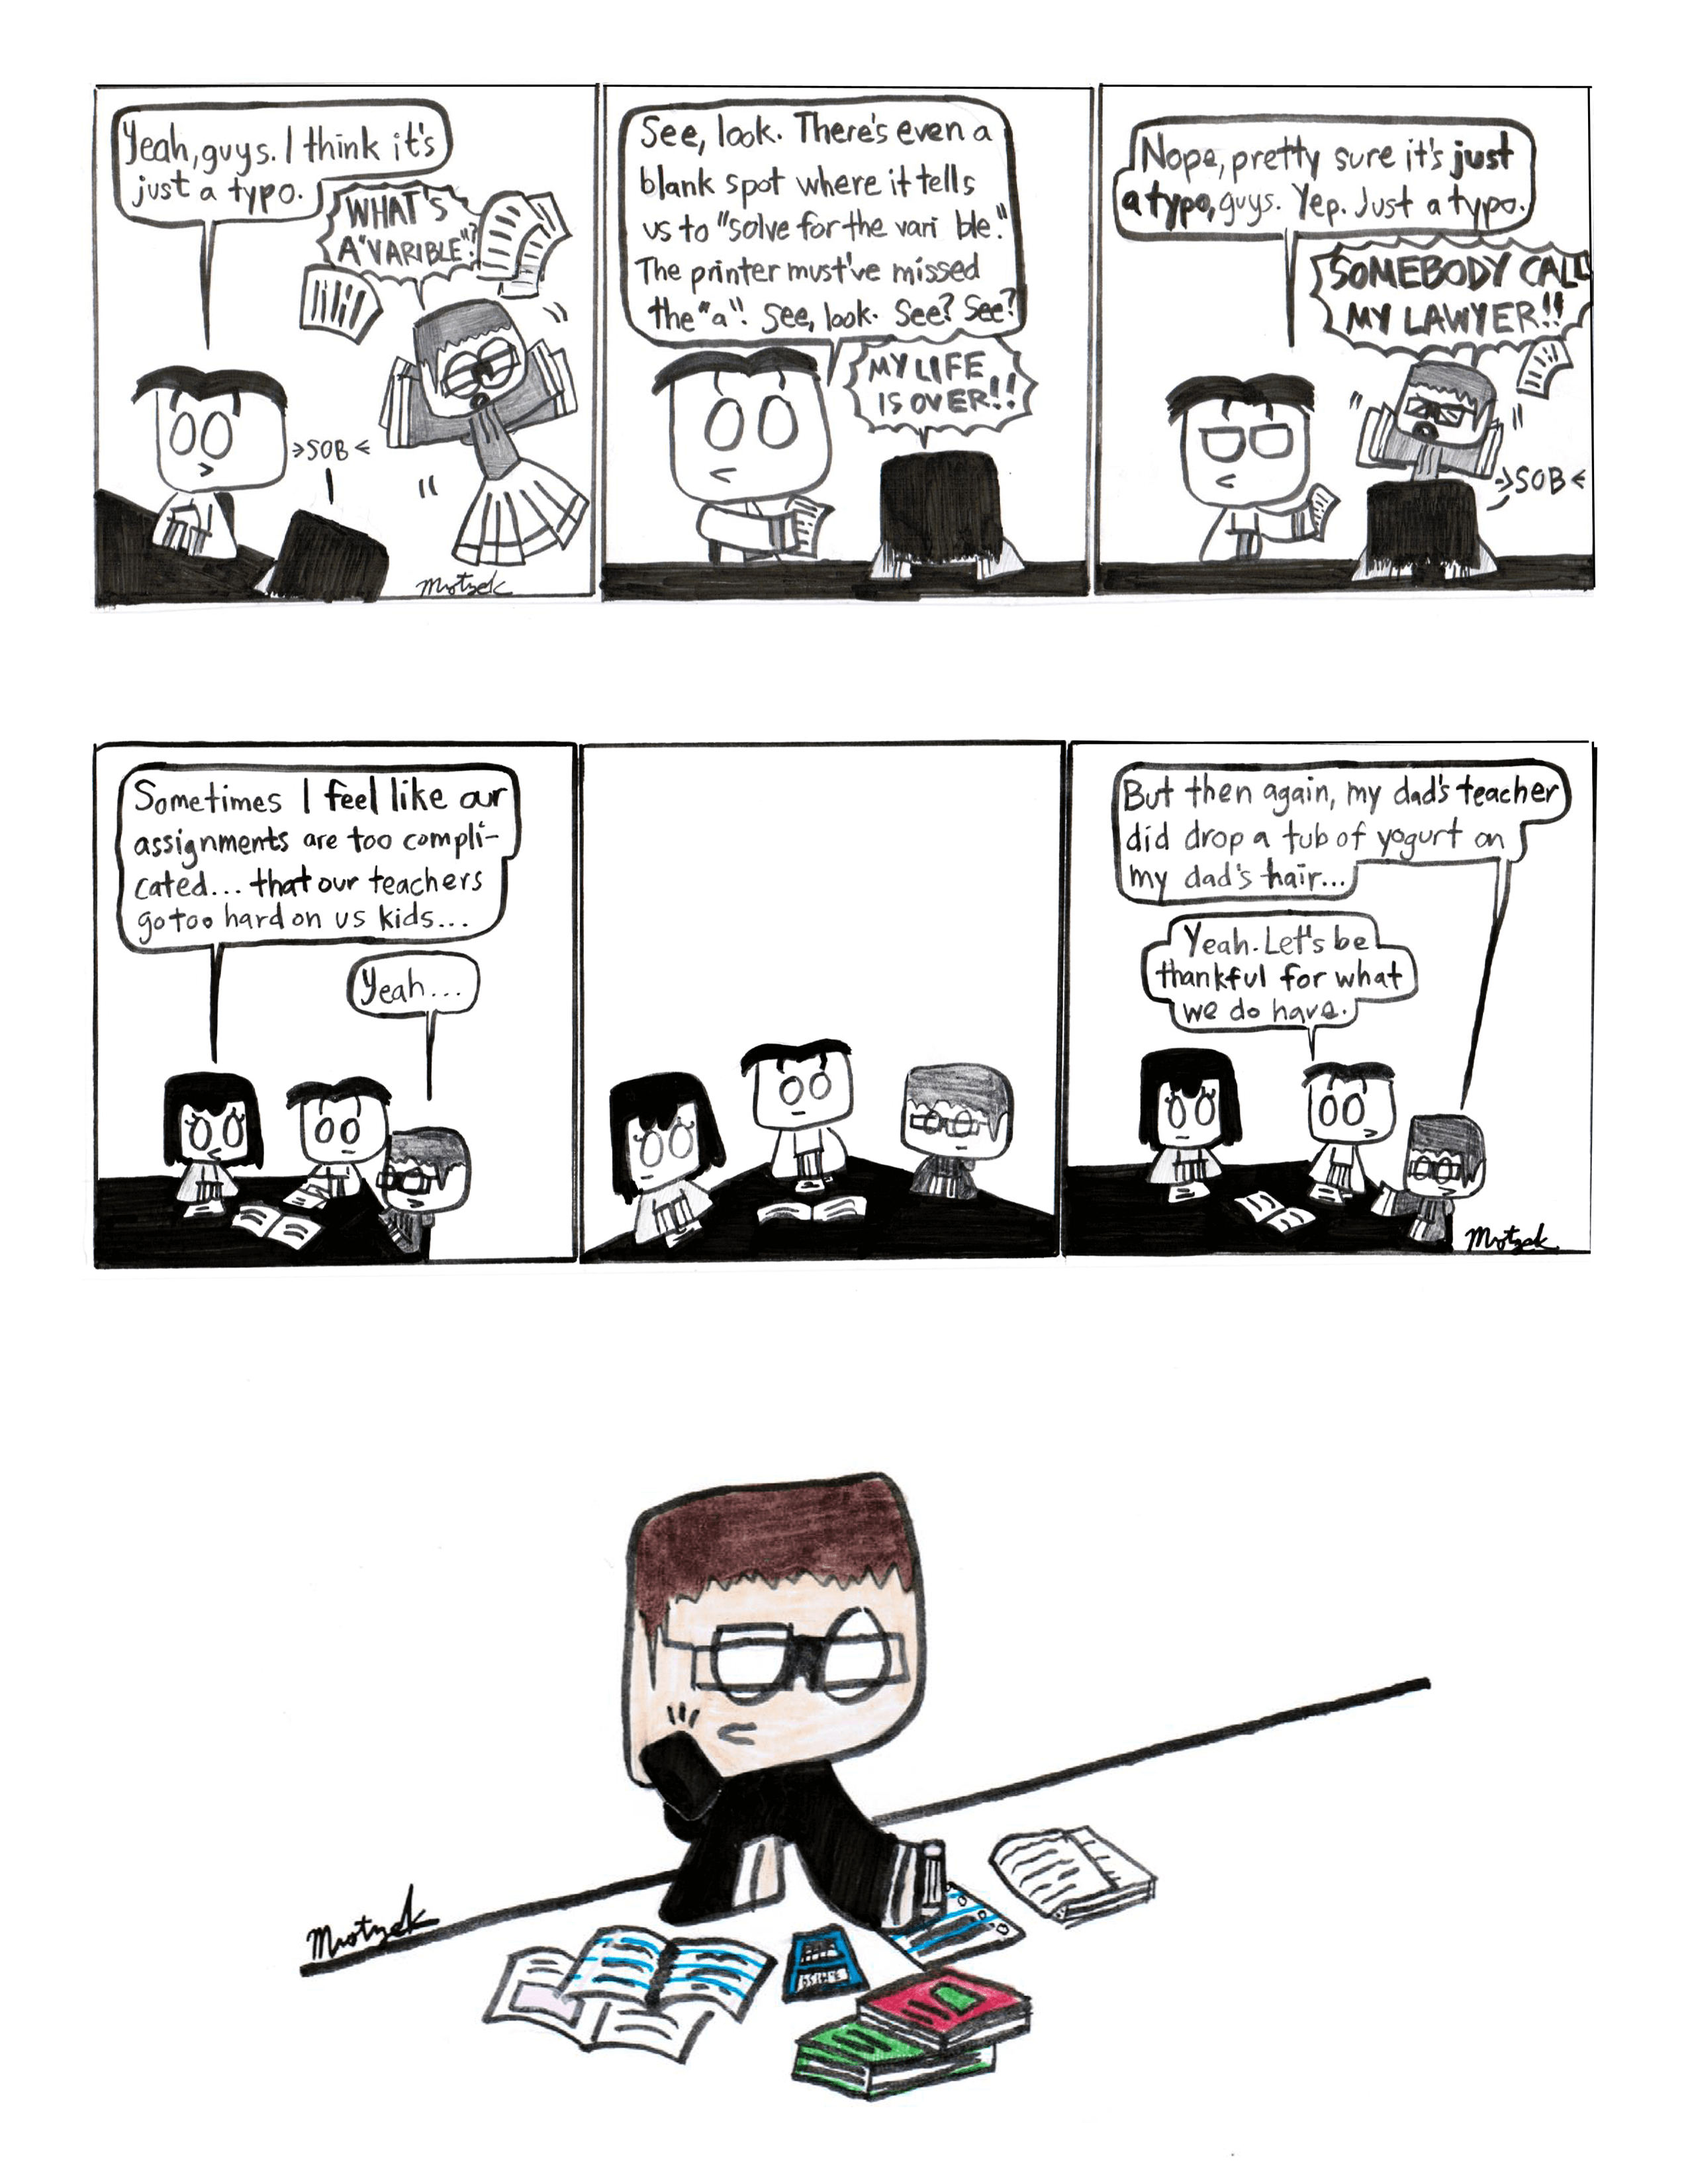 Yeah, guys. I think it's
just a typo.
WHAT'S
A "VARIBLE"?
>SOB<
Mrotzek
See, look. There's even a
blank spot where it tells
us to "solve for the vari ble."
The printer must've missed
the "a". See, look. See? See?
MY LIFE
IS OVER!!
Nope, pretty sure it's just
a typo, guys. Yep. Just a typo.
SOMEBODY CALL
MY LAWYER!!
>SOB<
Sometimes I feel like our
assignments are too compli-
cated... that our teachers
go too hard on us kids...
Yeah...
But then again, my dad's teacher
did drop a tub of yogurt on
my dad's hair...
Yeah. Let's be
thankful for what
we do have.
Mrotzek
Mrotzek